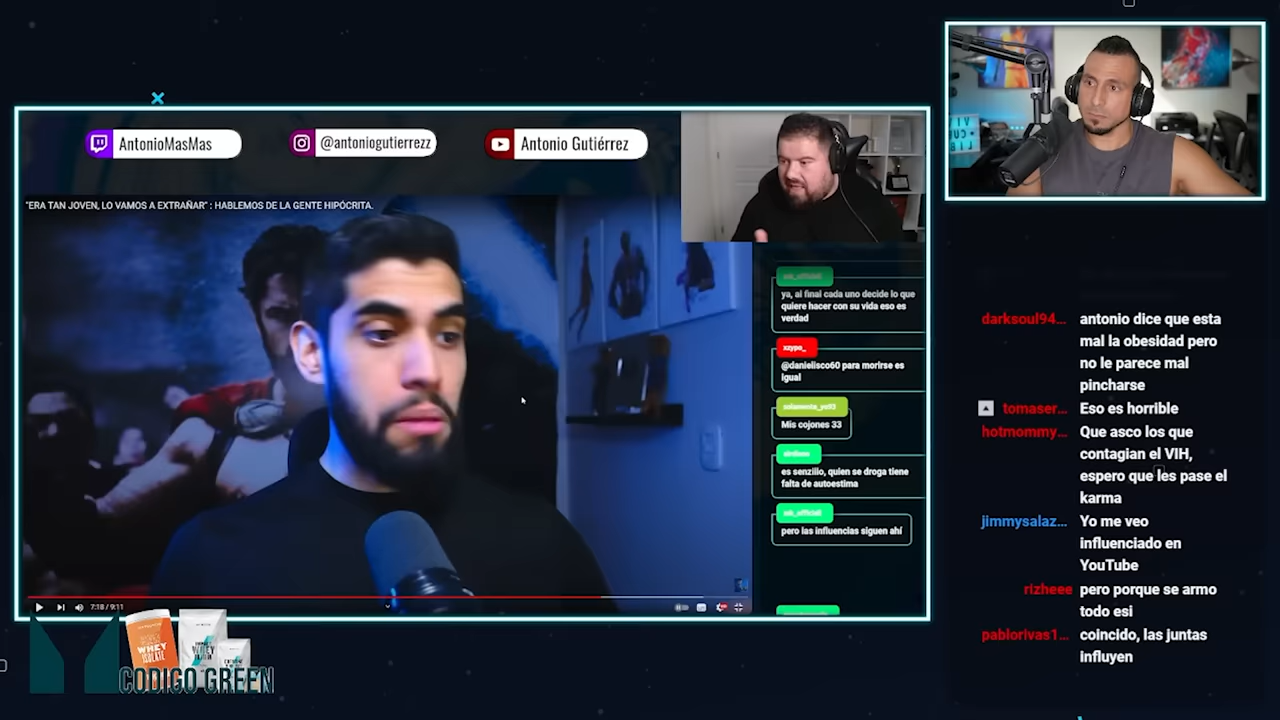 AntonioMasMas
@antoniogutierrezz
Antonio Gutiérrez
"ERA TAN JOVEN, LO VAMOS A EXTRAÑAR" : HABLEMOS DE LA GENTE HIPÓCRITA.
ya, al final cada uno decide lo que
quiere hacer con su vida eso es
verdad
xzypo_
@danielisco60 para morirse es
igual
Mis cojones 33
es senzillo, quien se droga tiene
falta de autoestima
pero las influencias siguen ahí
7:18 / 9:11
WHEY
ISOLATE
CODIGO GREEN
darksoul94... antonio dice que esta
mal la obesidad pero
no le parece mal
pincharse
tomaser... Eso es horrible
hotmommy... Que asco los que
contagian el VIH,
espero que les pase el
karma
jimmysalaz... Yo me veo
influenciado en
YouTube
rizheee pero porque se armo
todo esi
pablorivas1... coincido, las juntas
influyen